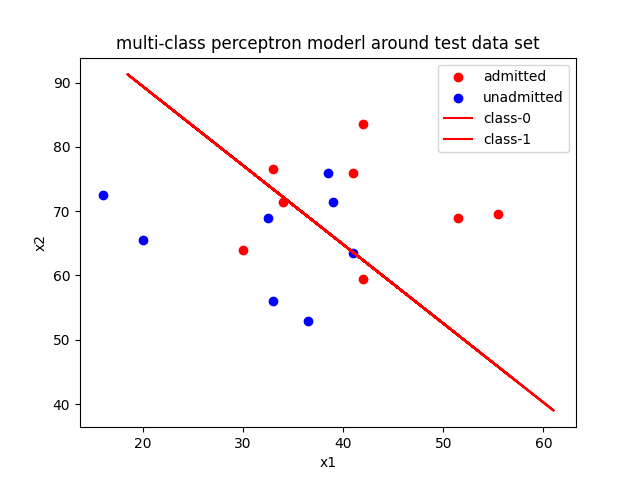 multi-class perceptron moderl around test data set
admitted
unadmitted
class-0
class-1
90
80
70
60
50
40
x2
20 30 40 50 60
x1